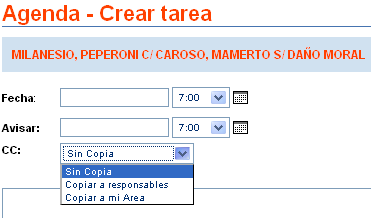 Agenda - Crear tarea
MILANESIO, PEPERONI C/ CAROSO, MAMERTO S/ DAÑO MORAL
Fecha: 7:00
Avisar: 7:00
CC: Sin Copia
Sin Copia
Copiar a responsables
Copiar a mi Area